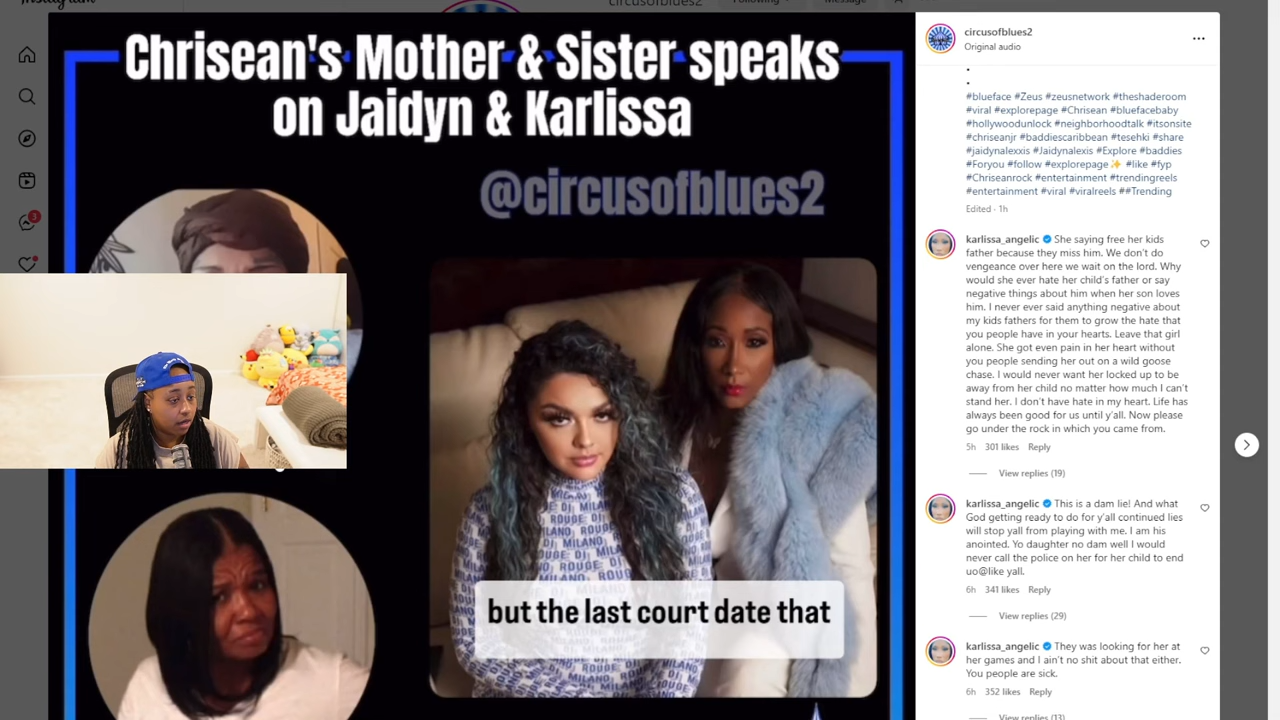 Instagram
circusofblues2
Following
Message
3
Chrisean's Mother & Sister speaks
on Jaidyn & Karlissa
@circusofblues2
but the last court date that
circusofblues2
Original audio
•
•
#blueface #Zeus #zeusnetwork #theshaderoom
#viral #explorepage #Chrisean #bluefacebaby
#hollywoodunlock #neighborhoodtalk #itsonsite
#chriseanjr #baddiescaribbean #tesehki #share
#jaidynalexxis #Jaidynalexis #Explore #baddies
#Foryou #follow #explorepage✨ #like #fyp
#Chriseanrock #entertainment #trendingreels
#entertainment #viral #viralreels ##Trending
Edited · 1h
karlissa_angelic She saying free her kids
father because they miss him. We don't do
vengeance over here we wait on the lord. Why
would she ever hate her child's father or say
negative things about him when her son loves
him. I never ever said anything negative about
my kids fathers for them to grow the hate that
you people have in your hearts. Leave that girl
alone. She got even pain in her heart without
you people sending her out on a wild goose
chase. I would never want her locked up to be
away from her child no matter how much I can't
stand her. I don't have hate in my heart. Life has
always been good for us until y'all. Now please
go under the rock in which you came from.
5h 301 likes Reply
View replies (19)
karlissa_angelic This is a dam lie! And what
God getting ready to do for y'all continued lies
will stop yall from playing with me. I am his
anointed. Yo daughter no dam well I would
never call the police on her for her child to end
uo@like yall.
6h 341 likes Reply
View replies (29)
karlissa_angelic They was looking for her at
her games and I ain't no shit about that either.
You people are sick.
6h 352 likes Reply
View replies (13)